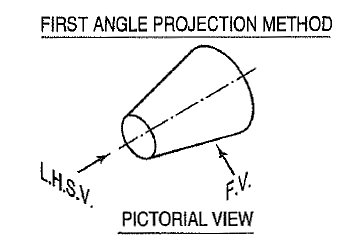 FIRST ANGLE PROJECTION METHOD
L.H.S.V.
F.V.
PICTORIAL VIEW